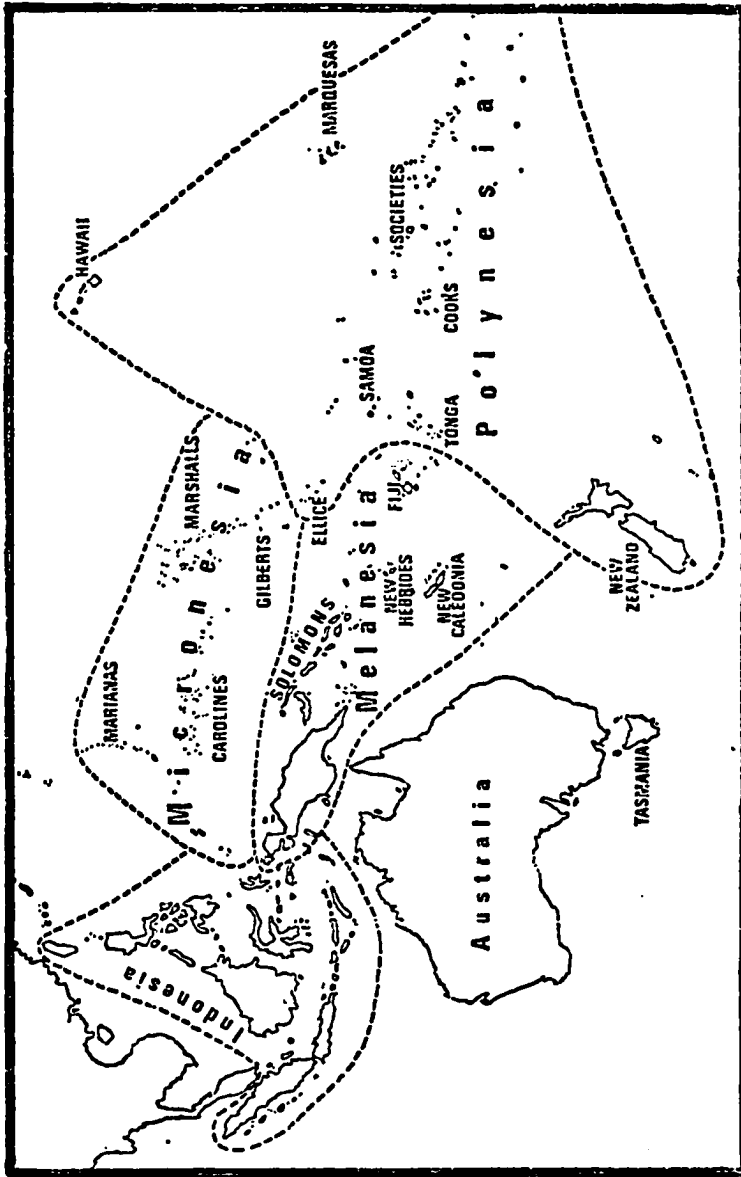 HAWAII
MARIANAS
MARSHALLS
Micronesia
CAROLINES
GILBERTS
Indonesia
MARQUESAS
ELLICE
SOLOMONS
SAMOA
SOCIETIES
Melanesia
FIJI
NEW
HEBRIDES
NEW
CALEDONIA
TONGA
COOKS
Polynesia
Australia
NEW
ZEALAND
TASMANIA